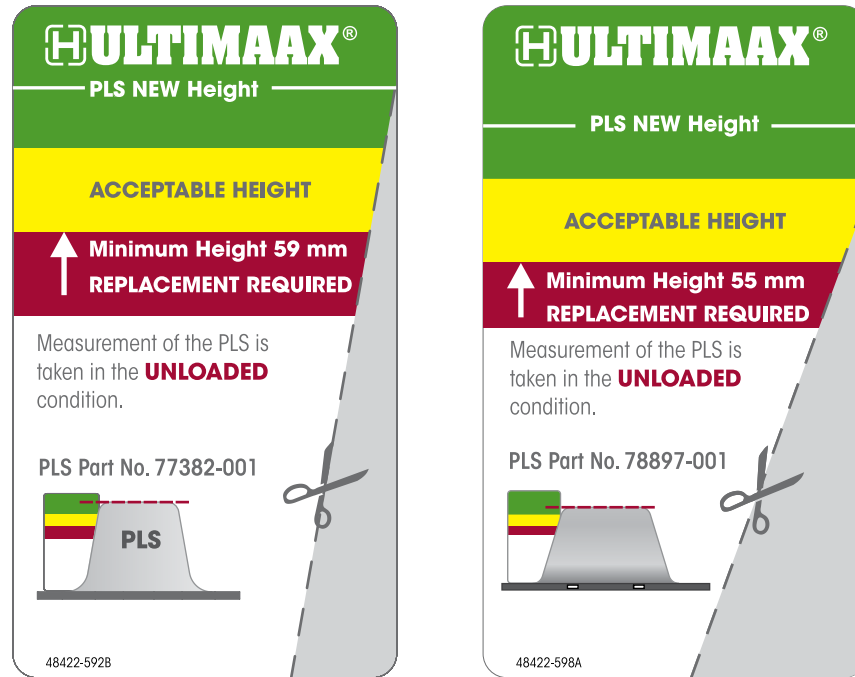 HULTIMAAX®
PLS NEW Height
ACCEPTABLE HEIGHT
Minimum Height 59 mm
REPLACEMENT REQUIRED
Measurement of the PLS is
taken in the UNLOADED
condition.
PLS Part No. 77382-001
PLS
48422-592B
HULTIMAAX®
PLS NEW Height
ACCEPTABLE HEIGHT
Minimum Height 55 mm
REPLACEMENT REQUIRED
Measurement of the PLS is
taken in the UNLOADED
condition.
PLS Part No. 78897-001
48422-598A